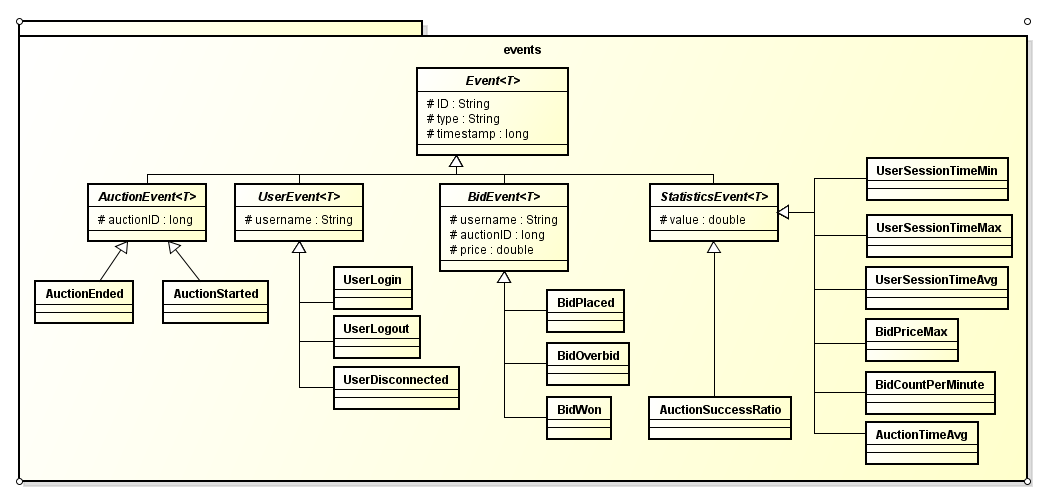 events
Event<T>
# ID : String
# type : String
# timestamp : long
AuctionEvent<T>
# auctionID : long
UserEvent<T>
# username : String
BidEvent<T>
# username : String
# auctionID : long
# price : double
StatisticsEvent<T>
# value : double
AuctionEnded
AuctionStarted
UserLogin
UserLogout
UserDisconnected
BidPlaced
BidOverbid
BidWon
AuctionSuccessRatio
UserSessionTimeMin
UserSessionTimeMax
UserSessionTimeAvg
BidPriceMax
BidCountPerMinute
AuctionTimeAvg